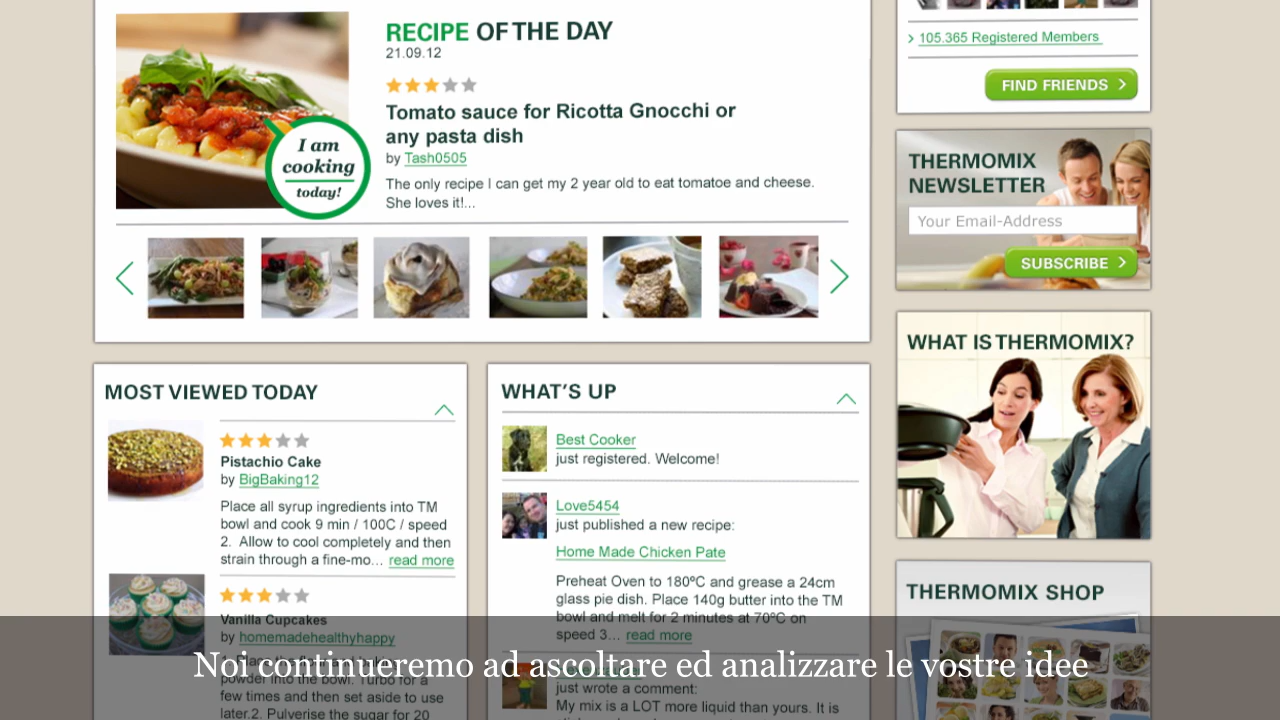 RECIPE OF THE DAY
21.09.12
Tomato sauce for Ricotta Gnocchi or
any pasta dish
by Tash0505
The only recipe I can get my 2 year old to eat tomatoe and cheese.
She loves it!...
I am
cooking
today!
105.365 Registered Members
FIND FRIENDS
THERMOMIX
NEWSLETTER
Your Email-Address
SUBSCRIBE
WHAT IS THERMOMIX?
THERMOMIX SHOP
MOST VIEWED TODAY
Pistachio Cake
by BigBaking12
Place all syrup ingredients into TM
bowl and cook 9 min / 100C / speed
2. Allow to cool completely and then
strain through a fine-mo... read more
Vanilla Cupcakes
by homemadehealthyhappy
powder into the bowl. Turbo for a
few times and then set aside to use
later.2. Pulverise the sugar for 20
WHAT'S UP
Best Cooker
just registered. Welcome!
Love5454
just published a new recipe:
Home Made Chicken Pate
Preheat Oven to 180ºC and grease a 24cm
glass pie dish. Place 140g butter into the TM
bowl and melt for 2 minutes at 70ºC on
speed 3... read more
just wrote a comment:
My mix is a LOT more liquid than yours. It is
Noi continueremo ad ascoltare ed analizzare le vostre idee